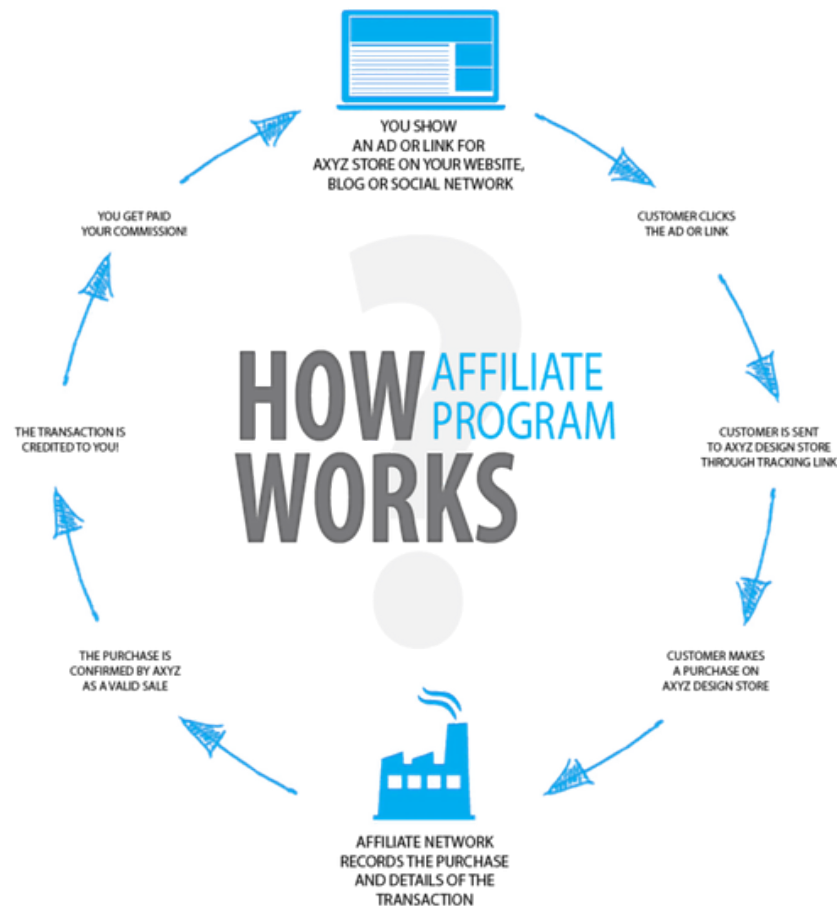 YOU SHOW
AN AD OR LINK FOR
AXYZ STORE ON YOUR WEBSITE,
BLOG OR SOCIAL NETWORK
CUSTOMER CLICKS
THE AD OR LINK
CUSTOMER IS SENT
TO AXYZ DESIGN STORE
THROUGH TRACKING LINK
CUSTOMER MAKES
A PURCHASE ON
AXYZ DESIGN STORE
AFFILIATE NETWORK
RECORDS THE PURCHASE
AND DETAILS OF THE
TRANSACTION
THE PURCHASE IS
CONFIRMED BY AXYZ
AS A VALID SALE
THE TRANSACTION IS
CREDITED TO YOU!
YOU GET PAID
YOUR COMMISSION!
HOW AFFILIATE
PROGRAM
WORKS
?